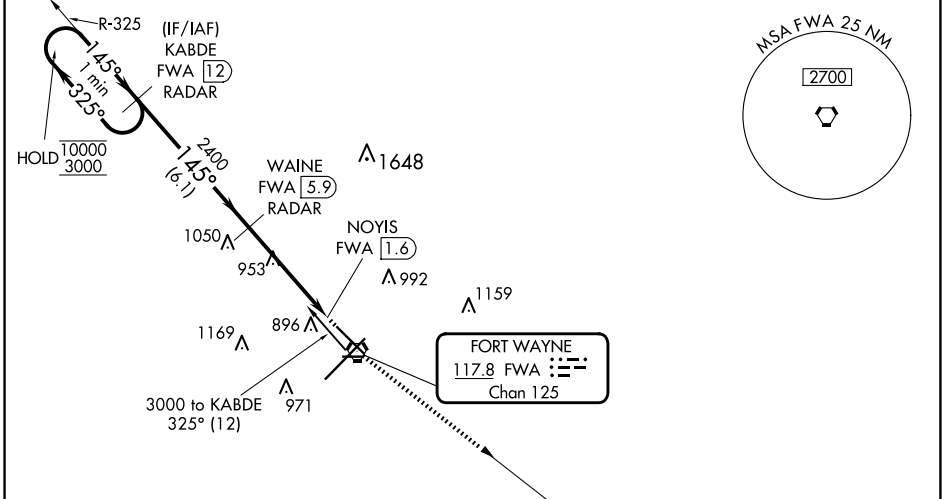 R-325
(IF/IAF)
KABDE
FWA 12
RADAR
145°
1 min
325°
HOLD 10000
3000
2400
145°
(6.1)
WAINE
FWA 5.9
RADAR
1648
MSA FWA 25 NM
2700
NOYIS
FWA 1.6
1050
953
992
1159
896
1169
971
3000 to KABDE
325° (12)
FORT WAYNE
117.8 FWA
Chan 125